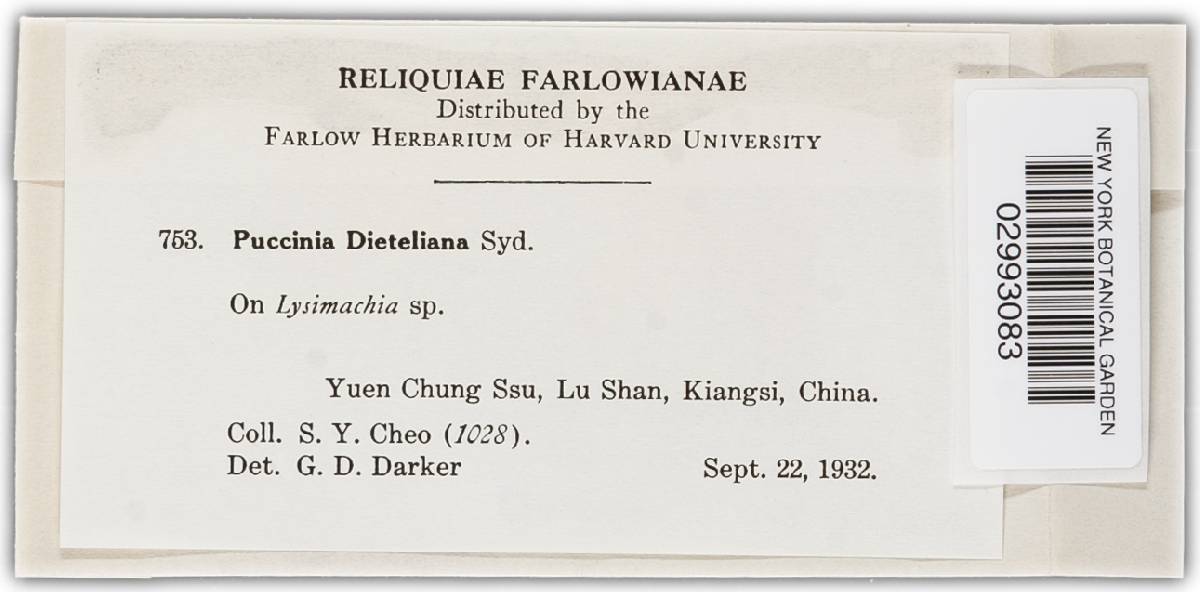 RELIQUIAE FARLOWIANAE
Distributed by the
FARLOW HERBARIUM OF HARVARD UNIVERSITY
753. Puccinia Dieteliana Syd.
On Lysimachia sp.
Yuen Chung Ssu, Lu Shan, Kiangsi, China.
Coll. S. Y. Cheo (1028).
Det. G. D. Darker Sept. 22, 1932.
NEW YORK BOTANICAL GARDEN
02993083